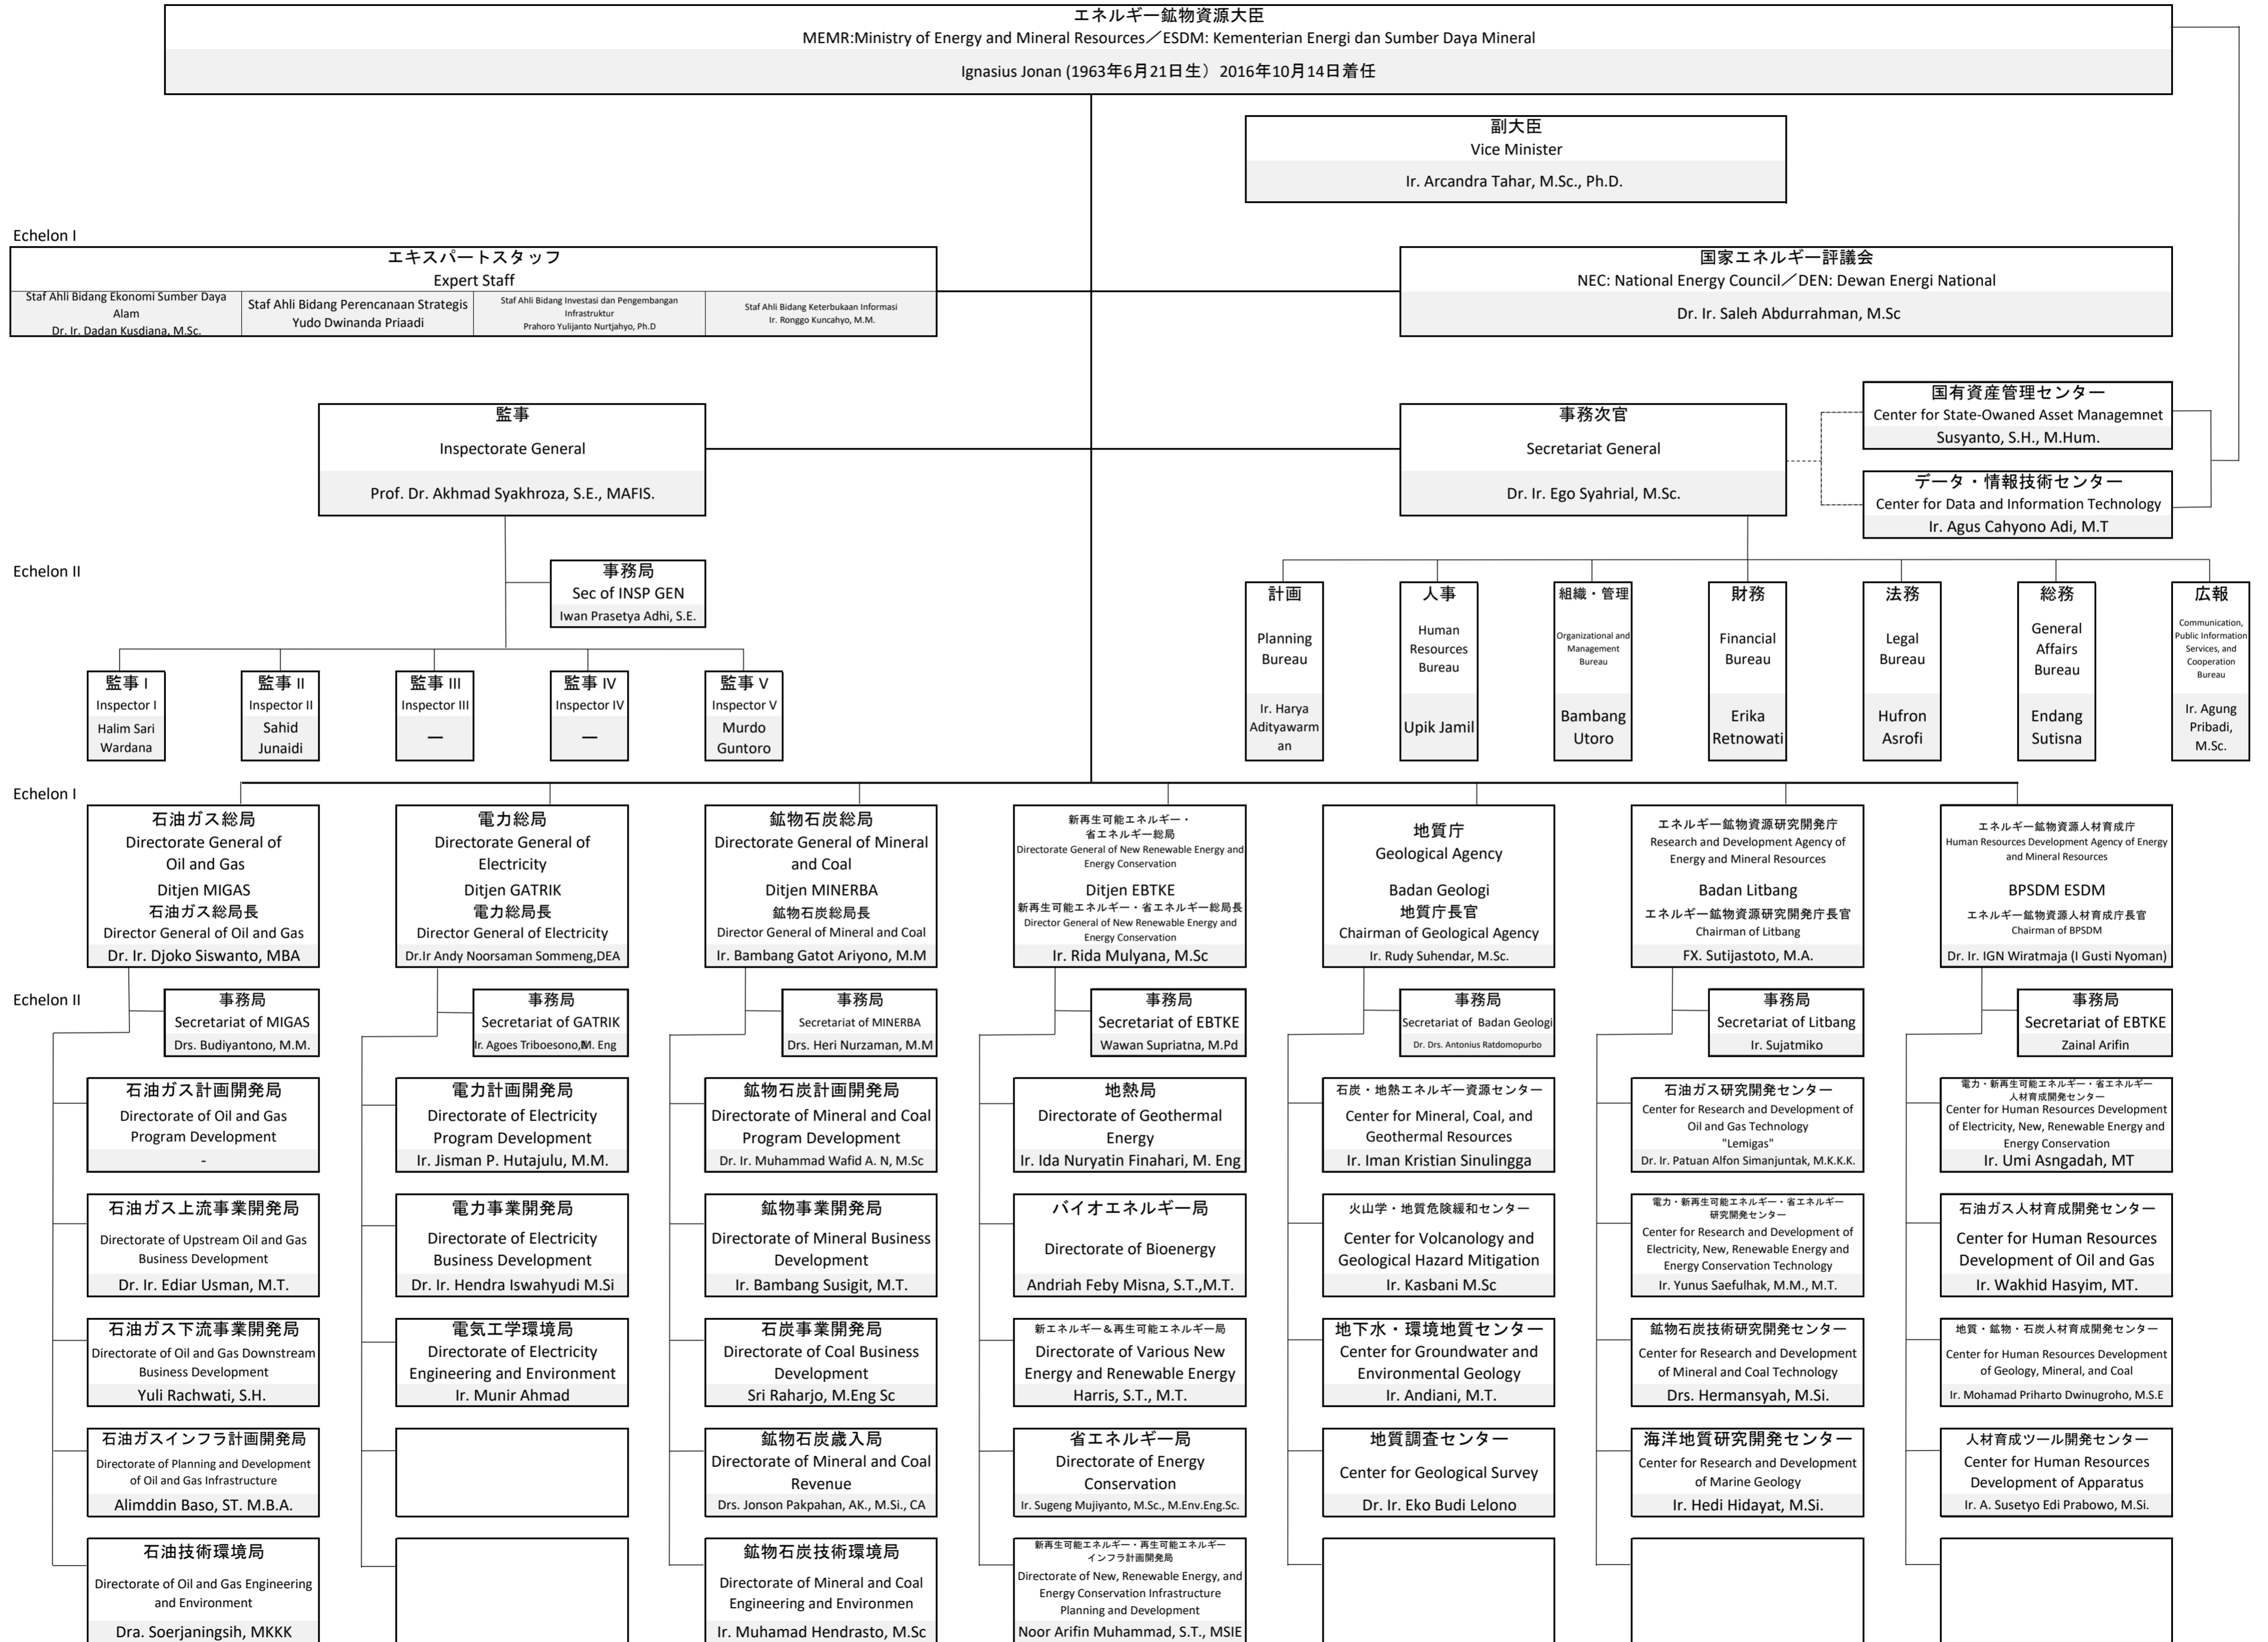 エネルギー鉱物資源大臣
MEMR:Ministry of Energy and Mineral Resources／ESDM: Kementerian Energi dan Sumber Daya Mineral
Ignasius Jonan (1963年6月21日生）2016年10月14日着任
副大臣
Vice Minister
Ir. Arcandra Tahar, M.Sc., Ph.D.
Echelon I
エキスパートスタッフ
Expert Staff
Staf Ahli Bidang Ekonomi Sumber Daya
Alam
Dr. Ir. Dadan Kusdiana, M.Sc.
Staf Ahli Bidang Perencanaan Strategis
Yudo Dwinanda Priaadi
Staf Ahli Bidang Investasi dan Pengembangan
Infrastruktur
Prahoro Yulijanto Nurtjahyo, Ph.D
Staf Ahli Bidang Keterbukaan Informasi
Ir. Ronggo Kuncahyo, M.M.
国家エネルギー評議会
NEC: National Energy Council／DEN: Dewan Energi National
Dr. Ir. Saleh Abdurrahman, M.Sc
監事
Inspectorate General
Prof. Dr. Akhmad Syakhroza, S.E., MAFIS.
事務次官
Secretariat General
Dr. Ir. Ego Syahrial, M.Sc.
国有資産管理センター
Center for State-Owaned Asset Managemnet
Susyanto, S.H., M.Hum.
データ・情報技術センター
Center for Data and Information Technology
Ir. Agus Cahyono Adi, M.T
Echelon II
事務局
Sec of INSP GEN
Iwan Prasetya Adhi, S.E.
監事 I
Inspector I
Halim Sari
Wardana
監事 II
Inspector II
Sahid
Junaidi
監事 III
Inspector III
—
監事 IV
Inspector IV
—
監事 V
Inspector V
Murdo
Guntoro
計画
Planning
Bureau
Ir. Harya
Adityawarm
an
人事
Human
Resources
Bureau
Upik Jamil
組織・管理
Organizational and
Management
Bureau
Bambang
Utoro
財務
Financial
Bureau
Erika
Retnowati
法務
Legal
Bureau
Hufron
Asrofi
総務
General
Affairs
Bureau
Endang
Sutisna
広報
Communication,
Public Information
Services, and
Cooperation
Bureau
Ir. Agung
Pribadi,
M.Sc.
Echelon I
石油ガス総局
Directorate General of
Oil and Gas
Ditjen MIGAS
石油ガス総局長
Director General of Oil and Gas
Dr. Ir. Djoko Siswanto, MBA
電力総局
Directorate General of
Electricity
Ditjen GATRIK
電力総局長
Director General of Electricity
Dr.Ir Andy Noorsaman Sommeng,DEA
鉱物石炭総局
Directorate General of Mineral
and Coal
Ditjen MINERBA
鉱物石炭総局長
Director General of Mineral and Coal
Ir. Bambang Gatot Ariyono, M.M
新再生可能エネルギー・
省エネルギー総局
Directorate General of New Renewable Energy and
Energy Conservation
Ditjen EBTKE
新再生可能エネルギー・省エネルギー総局長
Director General of New Renewable Energy and
Energy Conservation
Ir. Rida Mulyana, M.Sc
地質庁
Geological Agency
Badan Geologi
地質庁長官
Chairman of Geological Agency
Ir. Rudy Suhendar, M.Sc.
エネルギー鉱物資源研究開発庁
Research and Development Agency of
Energy and Mineral Resources
Badan Litbang
エネルギー鉱物資源研究開発庁長官
Chairman of Litbang
FX. Sutijastoto, M.A.
エネルギー鉱物資源人材育成庁
Human Resources Development Agency of Energy
and Mineral Resources
BPSDM ESDM
エネルギー鉱物資源人材育成庁長官
Chairman of BPSDM
Dr. Ir. IGN Wiratmaja (I Gusti Nyoman)
Echelon II
事務局
Secretariat of MIGAS
Drs. Budiyantono, M.M.
事務局
Secretariat of GATRIK
Ir. Agoes Triboesono, M. Eng
事務局
Secretariat of MINERBA
Drs. Heri Nurzaman, M.M
事務局
Secretariat of EBTKE
Wawan Supriatna, M.Pd
事務局
Secretariat of Badan Geologi
Dr. Drs. Antonius Ratdomopurbo
事務局
Secretariat of Litbang
Ir. Sujatmiko
事務局
Secretariat of EBTKE
Zainal Arifin
石油ガス計画開発局
Directorate of Oil and Gas
Program Development
-
電力計画開発局
Directorate of Electricity
Program Development
Ir. Jisman P. Hutajulu, M.M.
鉱物石炭計画開発局
Directorate of Mineral and Coal
Program Development
Dr. Ir. Muhammad Wafid A. N, M.Sc
地熱局
Directorate of Geothermal
Energy
Ir. Ida Nuryatin Finahari, M. Eng
石炭・地熱エネルギー資源センター
Center for Mineral, Coal, and
Geothermal Resources
Ir. Iman Kristian Sinulingga
石油ガス研究開発センター
Center for Research and Development of
Oil and Gas Technology
"Lemigas"
Dr. Ir. Patuan Alfon Simanjuntak, M.K.K.K.
電力・新再生可能エネルギー・省エネルギー
人材育成開発センター
Center for Human Resources Development
of Electricity, New, Renewable Energy and
Energy Conservation
Ir. Umi Asngadah, MT
石油ガス上流事業開発局
Directorate of Upstream Oil and Gas
Business Development
Dr. Ir. Ediar Usman, M.T.
電力事業開発局
Directorate of Electricity
Business Development
Dr. Ir. Hendra Iswahyudi M.Si
鉱物事業開発局
Directorate of Mineral Business
Development
Ir. Bambang Susigit, M.T.
バイオエネルギー局
Directorate of Bioenergy
Andriah Feby Misna, S.T.,M.T.
火山学・地質危険緩和センター
Center for Volcanology and
Geological Hazard Mitigation
Ir. Kasbani M.Sc
電力・新再生可能エネルギー・省エネルギー
研究開発センター
Center for Research and Development of
Electricity, New, Renewable Energy and
Energy Conservation Technology
Ir. Yunus Saefulhak, M.M., M.T.
石油ガス人材育成開発センター
Center for Human Resources
Development of Oil and Gas
Ir. Wakhid Hasyim, MT.
石油ガス下流事業開発局
Directorate of Oil and Gas Downstream
Business Development
Yuli Rachwati, S.H.
電気工学環境局
Directorate of Electricity
Engineering and Environment
Ir. Munir Ahmad
石炭事業開発局
Directorate of Coal Business
Development
Sri Raharjo, M.Eng Sc
新エネルギー＆再生可能エネルギー局
Directorate of Various New
Energy and Renewable Energy
Harris, S.T., M.T.
地下水・環境地質センター
Center for Groundwater and
Environmental Geology
Ir. Andiani, M.T.
鉱物石炭技術研究開発センター
Center for Research and Development
of Mineral and Coal Technology
Drs. Hermansyah, M.Si.
地質・鉱物・石炭人材育成開発センター
Center for Human Resources Development
of Geology, Mineral, and Coal
Ir. Mohamad Priharto Dwinugroho, M.S.E
石油ガスインフラ計画開発局
Directorate of Planning and Development
of Oil and Gas Infrastructure
Alimddin Baso, ST. M.B.A.
鉱物石炭歳入局
Directorate of Mineral and Coal
Revenue
Drs. Jonson Pakpahan, AK., M.Si., CA
省エネルギー局
Directorate of Energy
Conservation
Ir. Sugeng Mujiyanto, M.Sc., M.Env.Eng.Sc.
地質調査センター
Center for Geological Survey
Dr. Ir. Eko Budi Lelono
海洋地質研究開発センター
Center for Research and Development
of Marine Geology
Ir. Hedi Hidayat, M.Si.
人材育成ツール開発センター
Center for Human Resources
Development of Apparatus
Ir. A. Susetyo Edi Prabowo, M.Si.
石油技術環境局
Directorate of Oil and Gas Engineering
and Environment
Dra. Soerjaningsih, MKKK
鉱物石炭技術環境局
Directorate of Mineral and Coal
Engineering and Environmen
Ir. Muhamad Hendrasto, M.Sc
新再生可能エネルギー・再生可能エネルギー
インフラ計画開発局
Directorate of New, Renewable Energy, and
Energy Conservation Infrastructure
Planning and Development
Noor Arifin Muhammad, S.T., MSIE